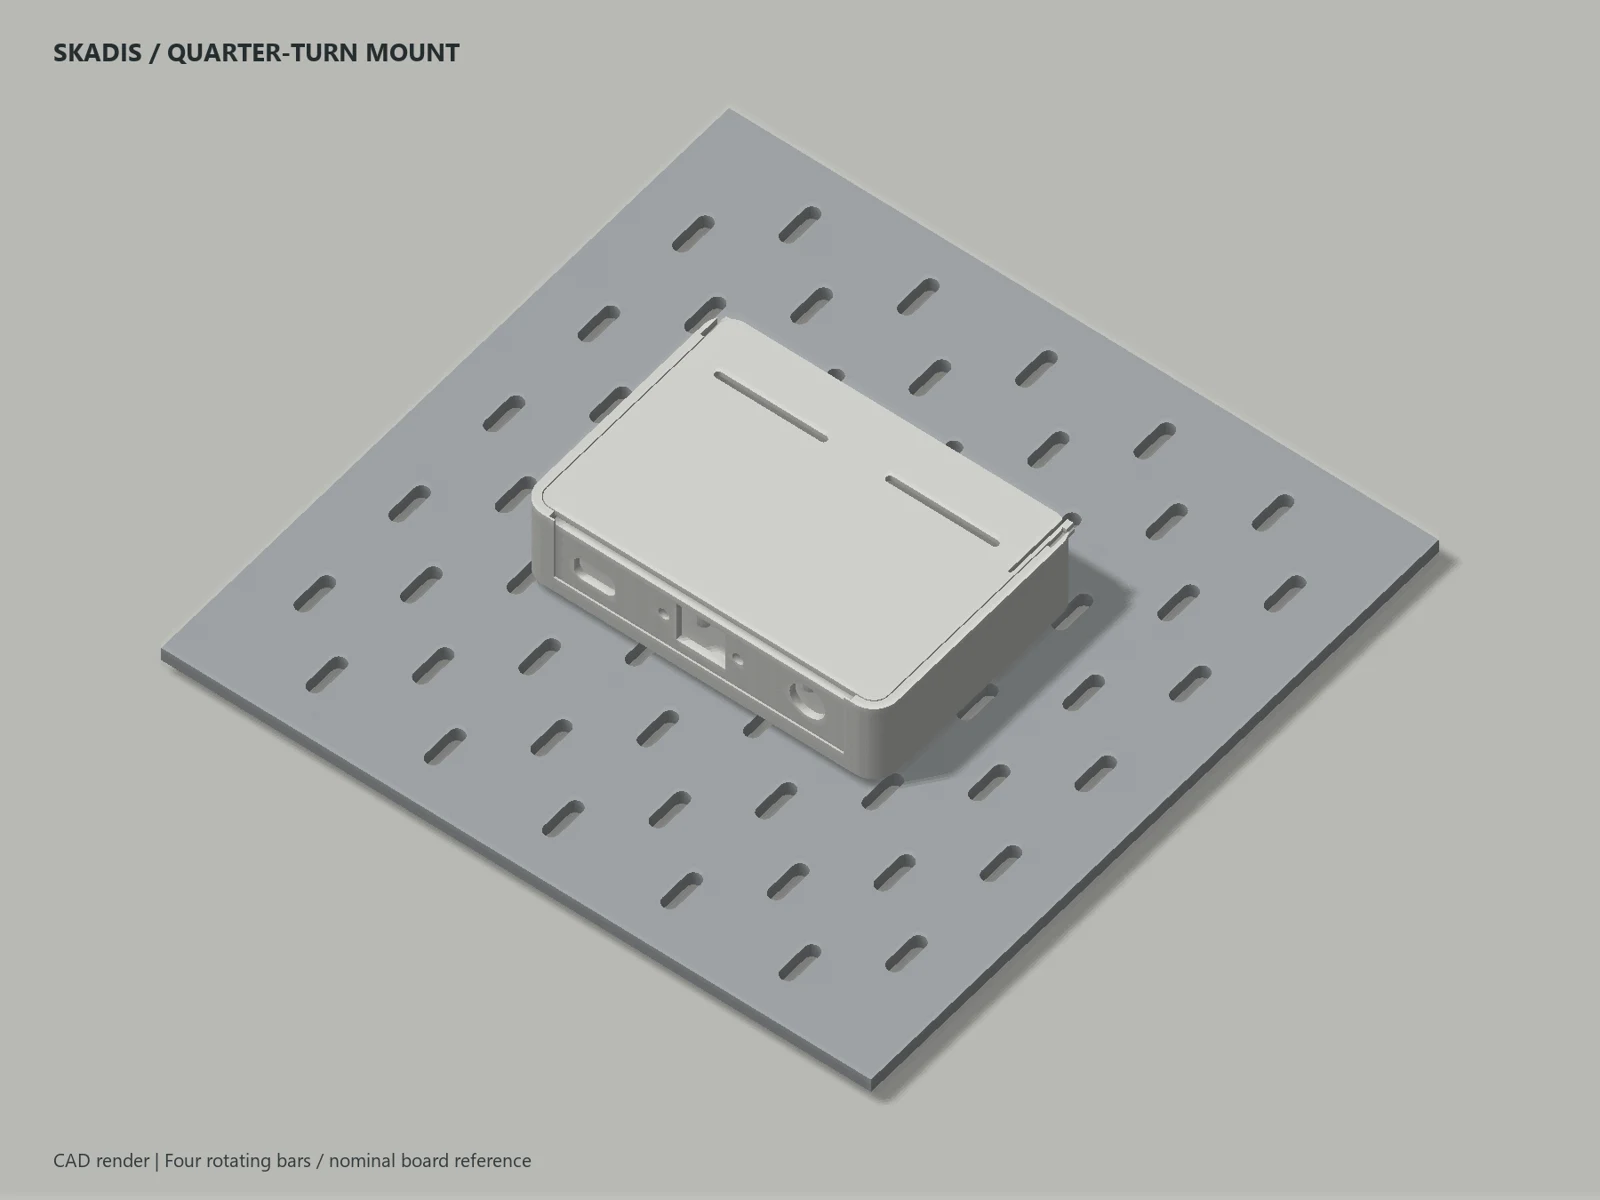 SKADIS / QUARTER-TURN MOUNT
CAD render | Four rotating bars / nominal board reference